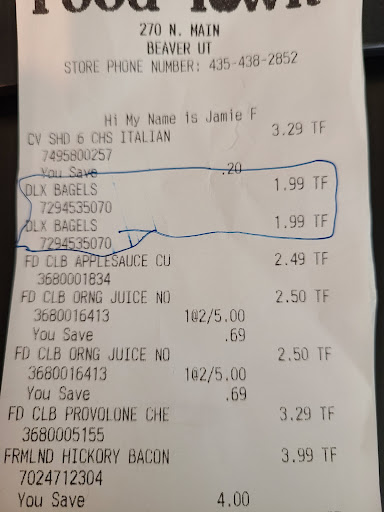 Food Town
270 N. MAIN
BEAVER UT
STORE PHONE NUMBER: 435-438-2852
Hi My Name is Jamie F
CV SHD 6 CHS ITALIAN 3.29 TF
7495800257
You Save .20
DLX BAGELS 1.99 TF
7294535070
DLX BAGELS 1.99 TF
7294535070
FD CLB APPLESAUCE CU 2.49 TF
3680001834
FD CLB ORNG JUICE NO 2.50 TF
3680016413 1@2/5.00
You Save .69
FD CLB ORNG JUICE NO 2.50 TF
3680016413 1@2/5.00
You Save .69
FD CLB PROVOLONE CHE 3.29 TF
3680005155
FRMLND HICKORY BACON 3.99 TF
7024712304
You Save 4.00